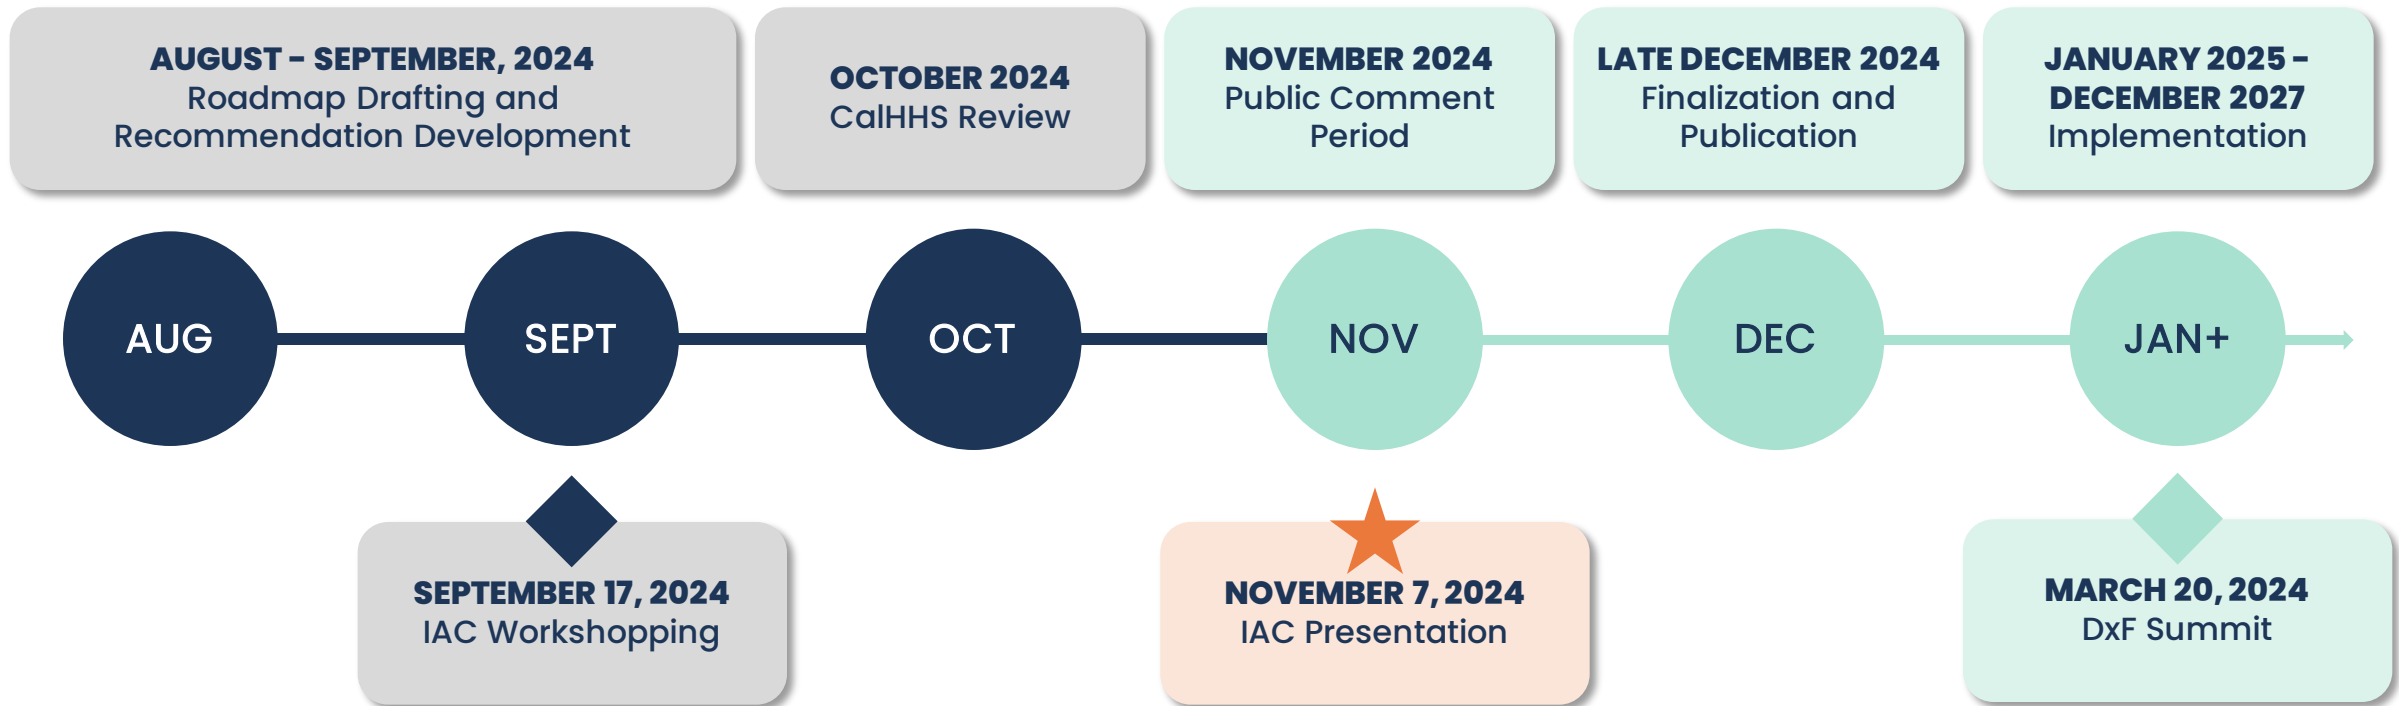 AUGUST – SEPTEMBER, 2024
Roadmap Drafting and
Recommendation Development
OCTOBER 2024
CalHHS Review
NOVEMBER 2024
Public Comment
Period
LATE DECEMBER 2024
Finalization and
Publication
JANUARY 2025 –
DECEMBER 2027
Implementation
AUG
SEPT
OCT
NOV
DEC
JAN+
SEPTEMBER 17, 2024
IAC Workshopping
NOVEMBER 7, 2024
IAC Presentation
MARCH 20, 2024
DxF Summit